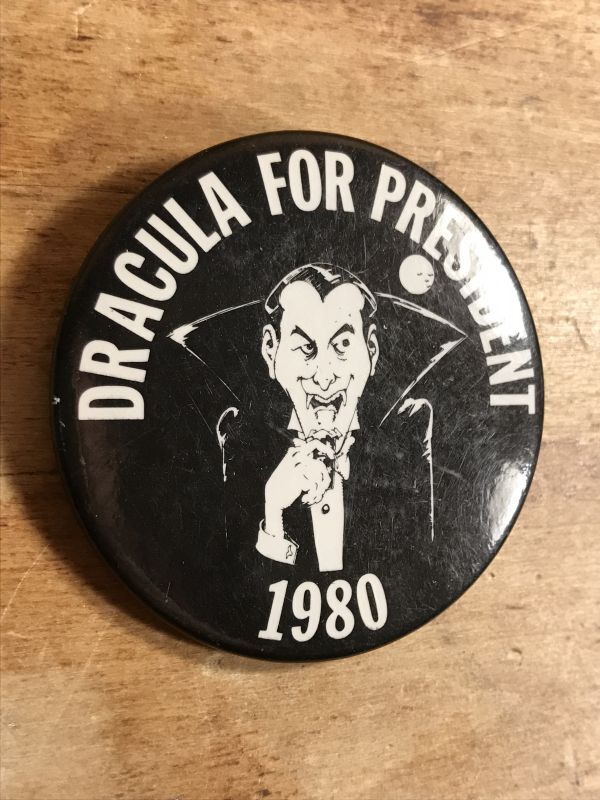 DRACULA FOR PRESIDENT
1980